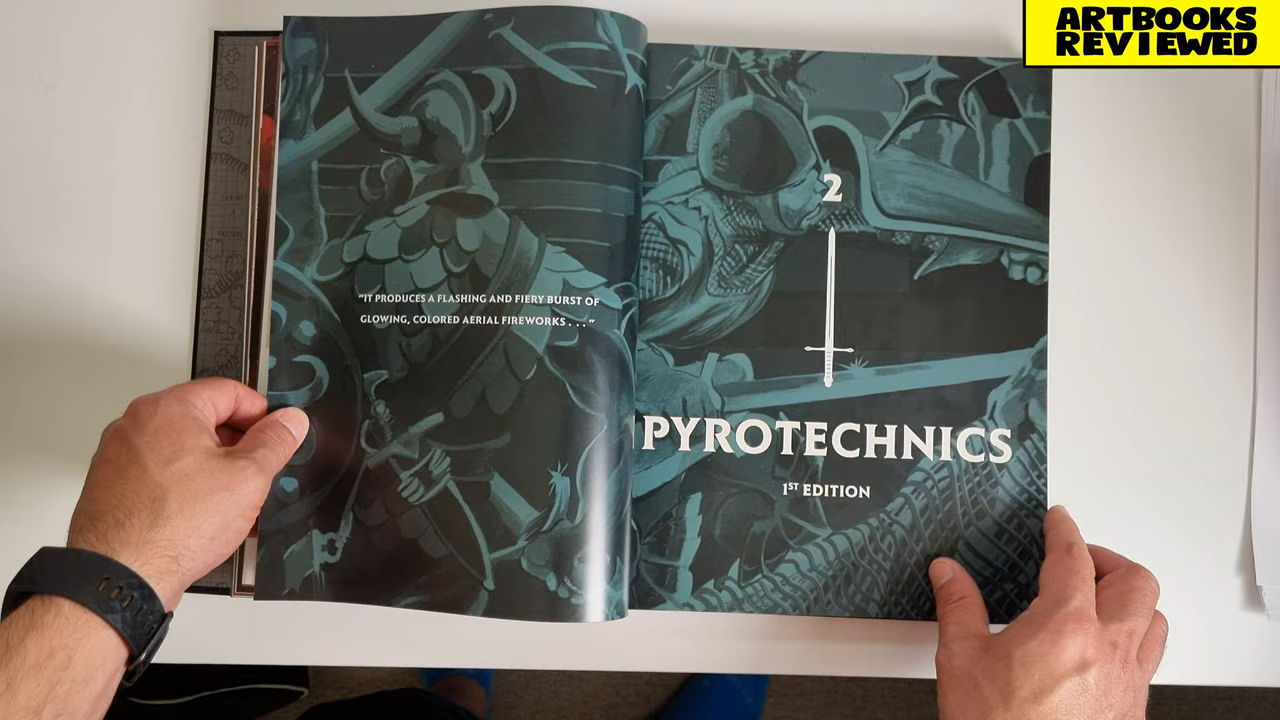 ARTBOOKS
REVIEWED
"IT PRODUCES A FLASHING AND FIERY BURST OF
GLOWING, COLORED AERIAL FIREWORKS . . ."
2
PYROTECHNICS
1ST EDITION